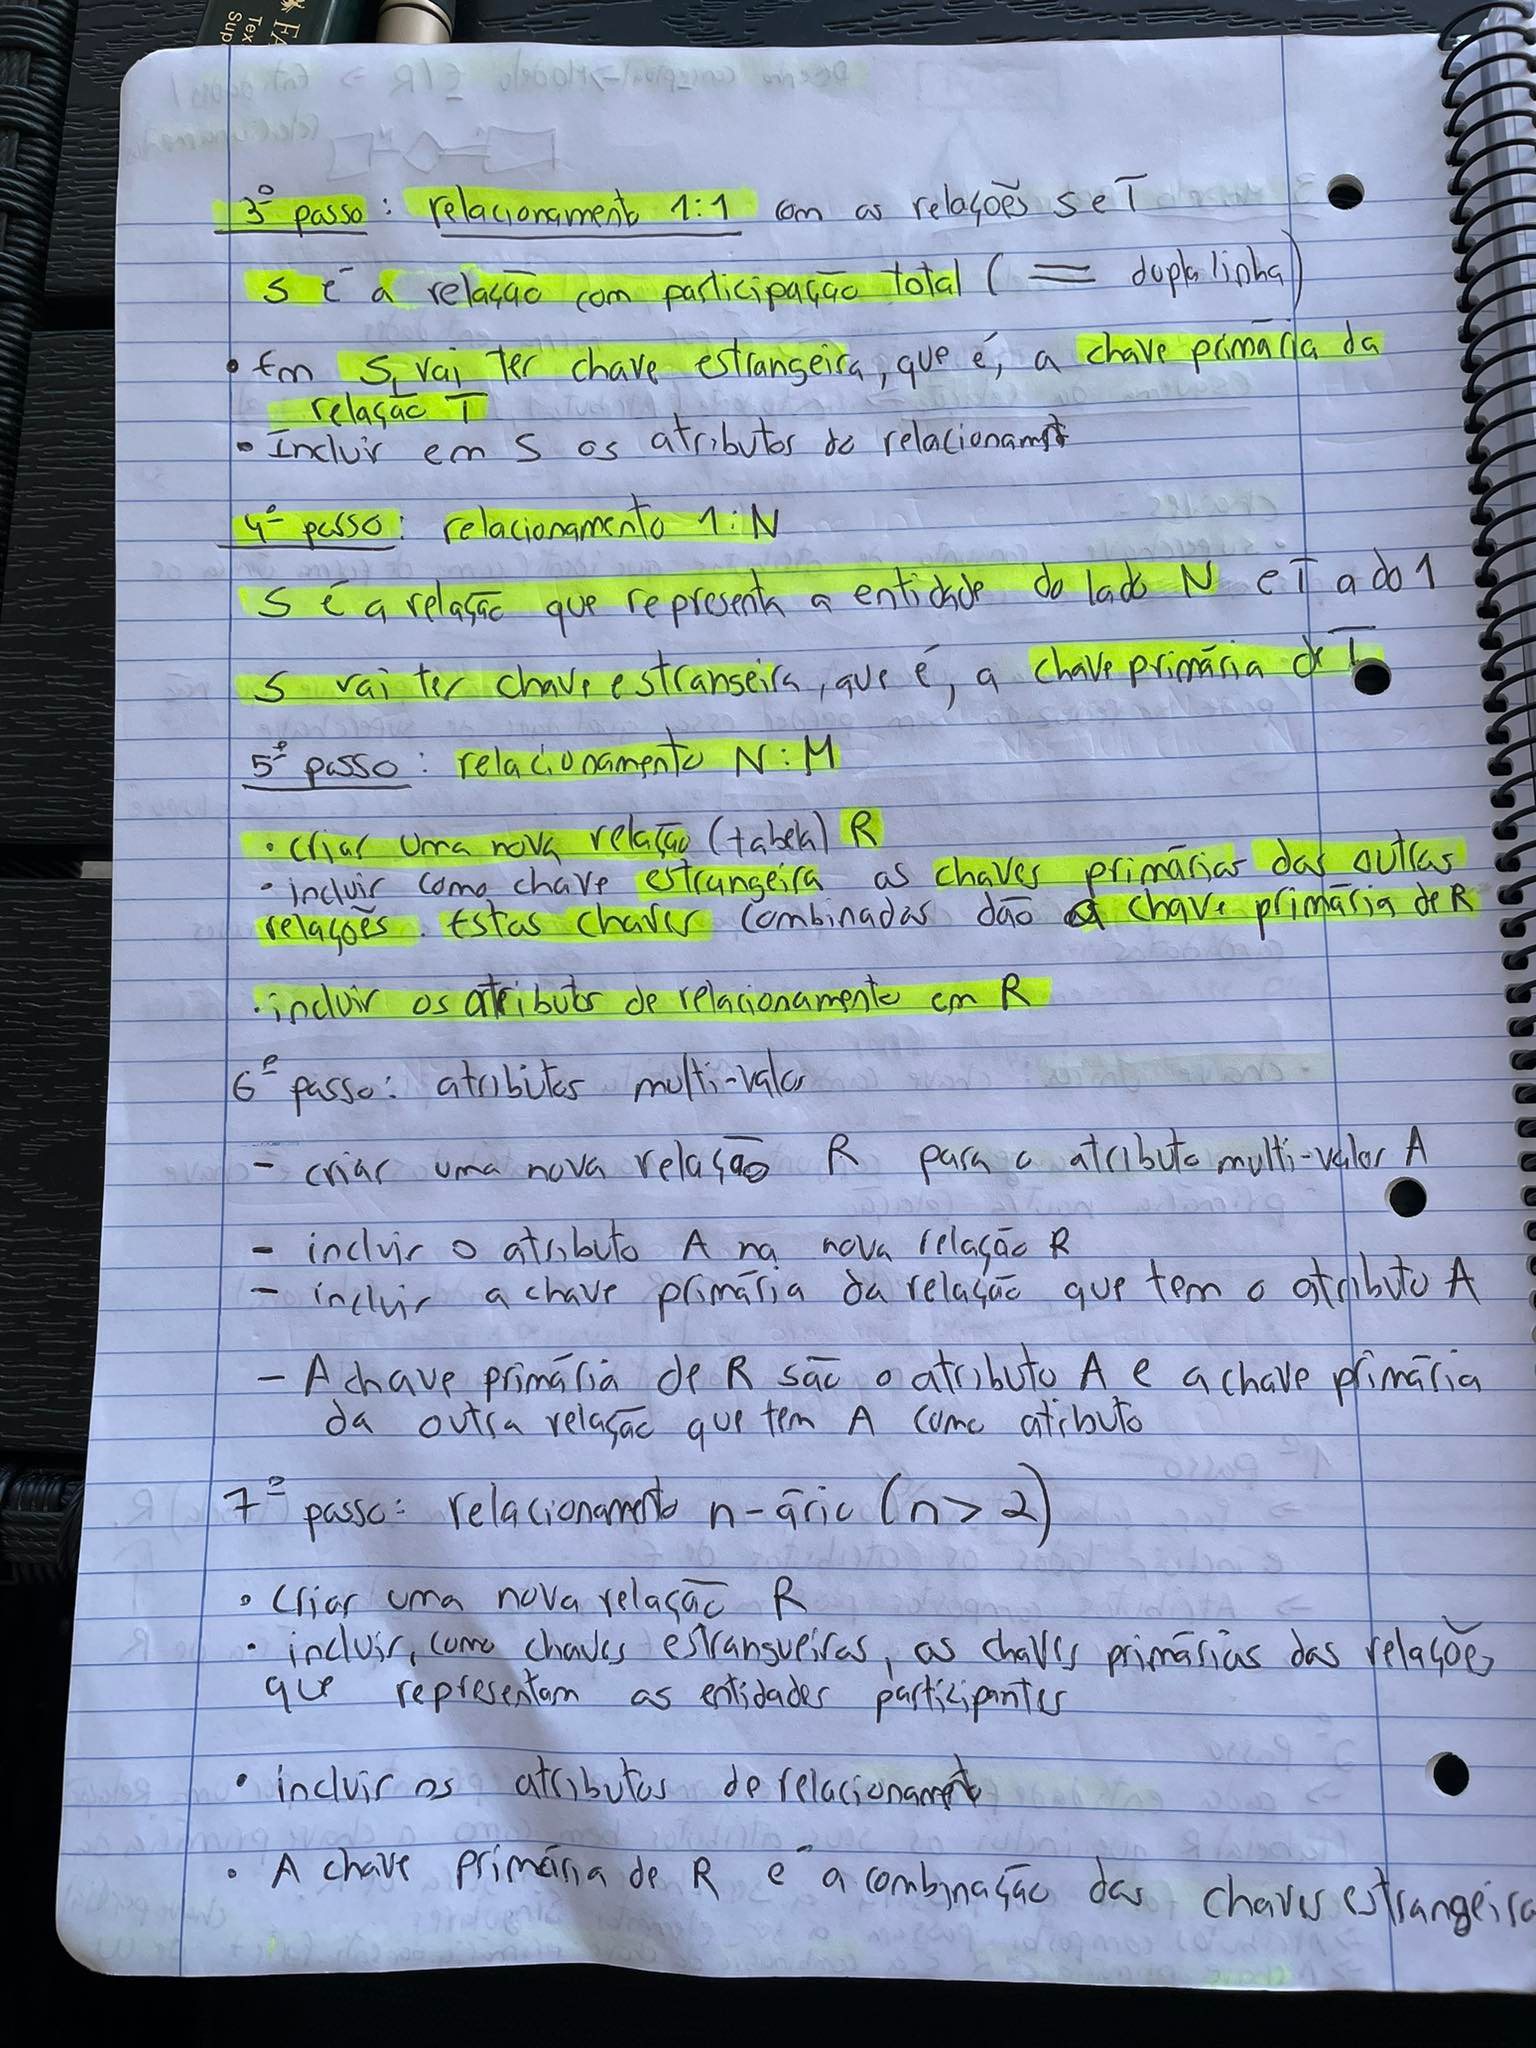 FA
Tex
Sup
3º passo: relacionamento 1:1 com as relações S e T
S é a relação com participação total ( = dupla linha)
• Em S, vai ter chave estrangeira, que é, a chave primária da
relação T
• Incluir em S os atributos do relacionamt
4º passo: relacionamento 1:N
S é a relação que representa a entidade do lado N e T a do 1
S vai ter chave estrangeira, que é, a chave primária de T
5º passo: relacionamento N:M
• criar uma nova relação (tabela) R
• incluir como chave estrangeira as chaves primárias das outras
relações. Estas chaves combinadas dão a chave primária de R
• incluir os atributos de relacionamento em R
6º passo: atributos multi-valor
- criar uma nova relação R para o atributo multi-valor A
- incluir o atributo A na nova relação R
- incluir a chave primária da relação que tem o atributo A
- A chave primária de R são o atributo A e a chave primária
da outra relação que tem A como atibuto
7º passo: relacionamento n-ário (n > 2)
• Criar uma nova relação R
• incluir, como chaves estrangueiras, as chaves primárias das relações
que representam as entidades participantes
• incluir os atributos de relacionamt
• A chave primária de R é a combinação das chaves estrangeira